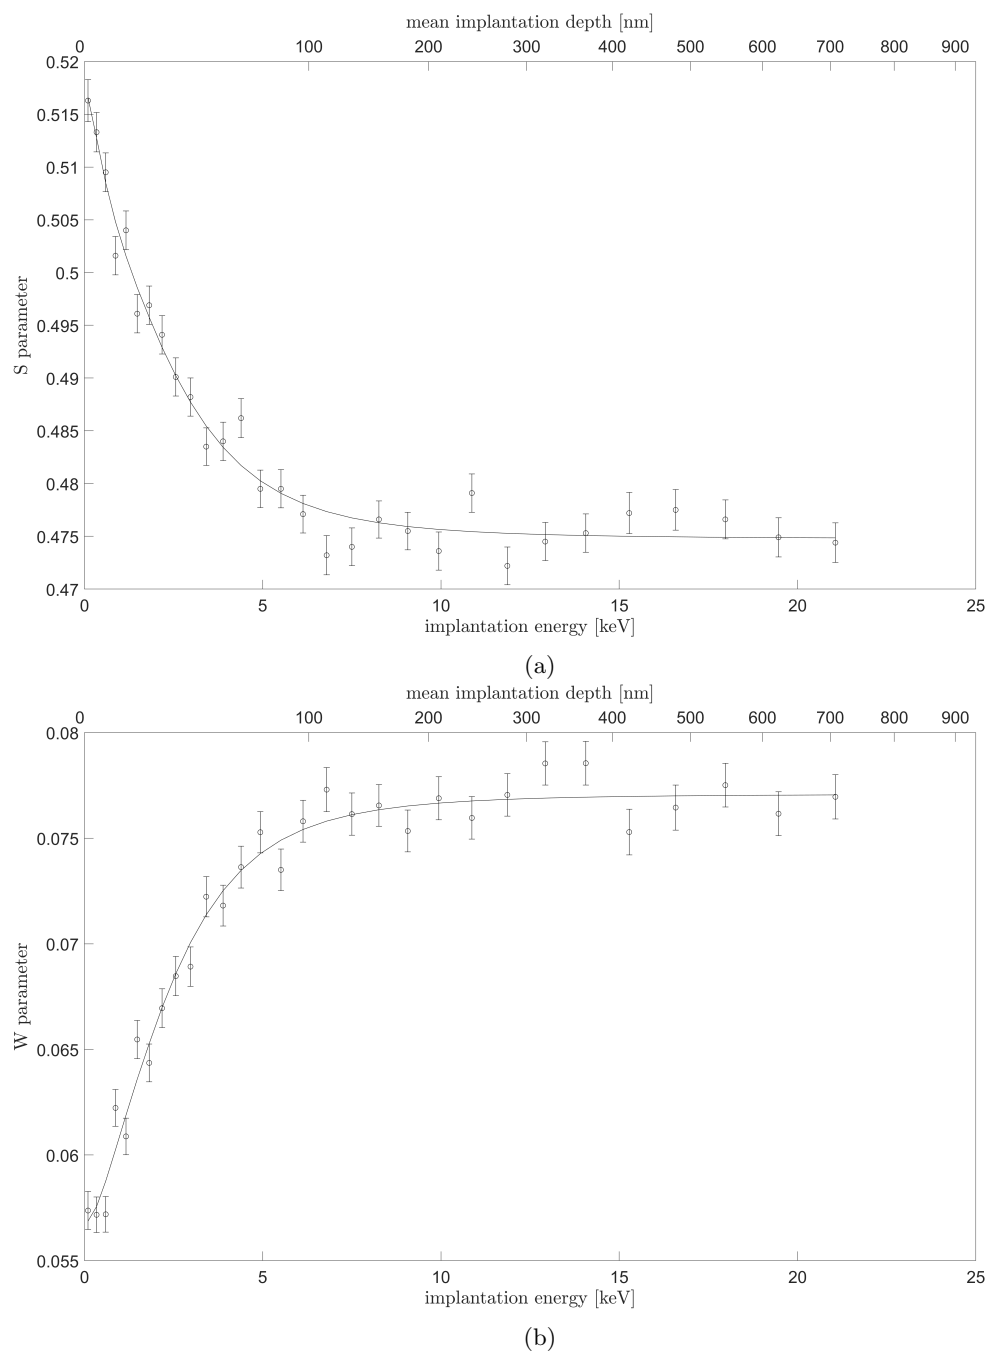 mean implantation depth [nm]
0 100 200 300 400 500 600 700 800 900
0.52
0.515
0.51
0.505
0.5
0.495
0.49
0.485
0.48
0.475
0.47
S parameter
0 5 10 15 20 25
implantation energy [keV]
(a)
mean implantation depth [nm]
0 100 200 300 400 500 600 700 800 900
0.08
0.075
0.07
0.065
0.06
0.055
W parameter
0 5 10 15 20 25
implantation energy [keV]
(b)